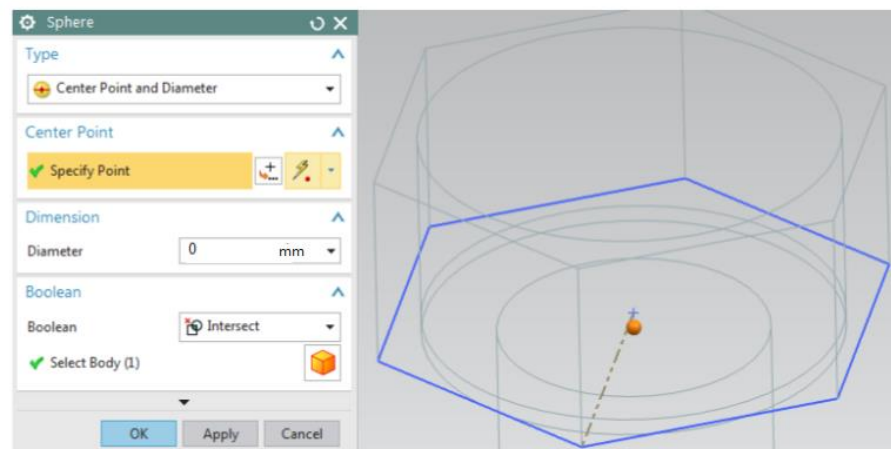 Sphere
Type
Center Point and Diameter
Center Point
Specify Point
Dimension
Diameter 0 mm
Boolean
Boolean Intersect
Select Body (1)
OK Apply Cancel